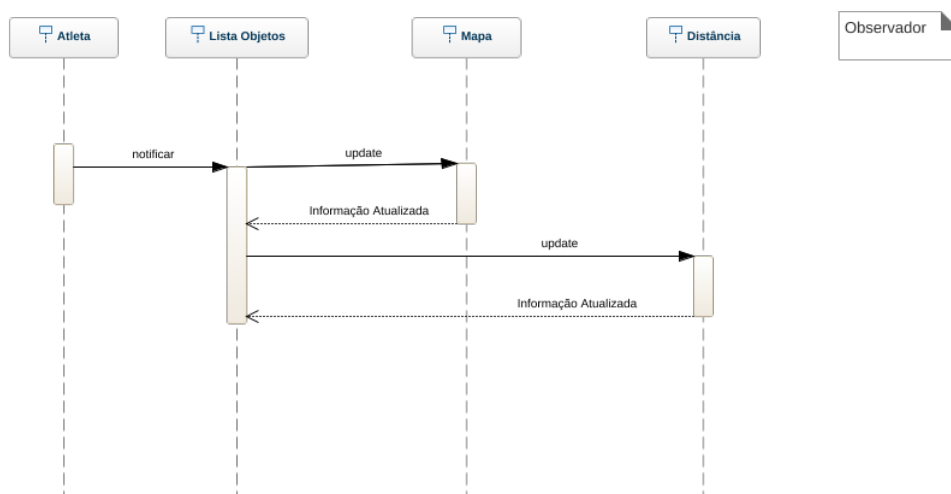 Atleta
Lista Objetos
Mapa
Distância
Observador
notificar
update
Informação Atualizada
update
Informação Atualizada